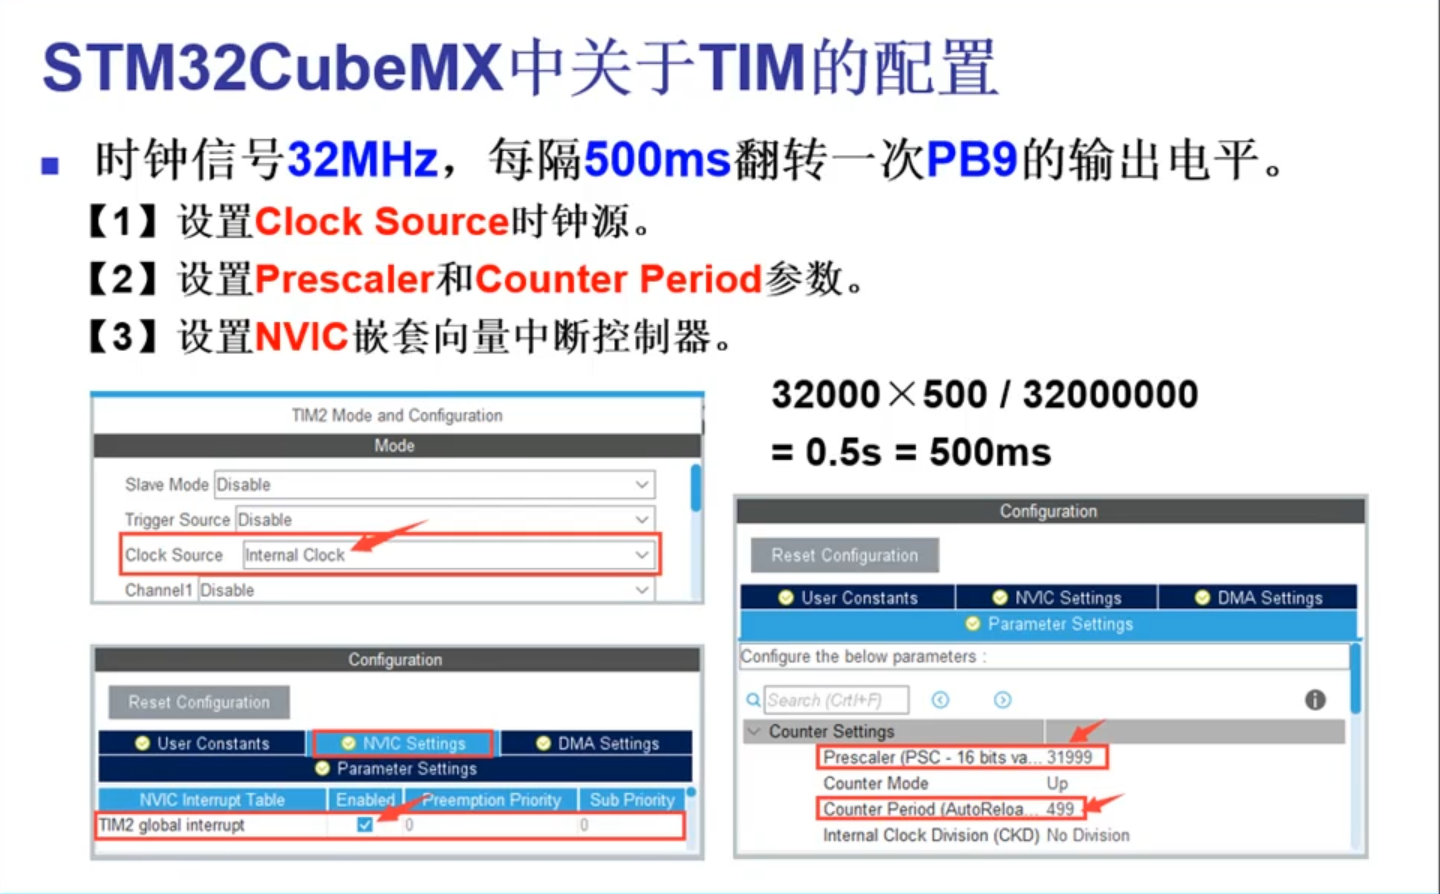 STM32CubeMX中关于TIM的配置
■ 时钟信号32MHz，每隔500ms翻转一次PB9的输出电平。
【1】设置Clock Source时钟源。
【2】设置Prescaler和Counter Period参数。
【3】设置NVIC嵌套向量中断控制器。
32000×500 / 32000000
= 0.5s = 500ms
TIM2 Mode and Configuration
Mode
Slave Mode Disable
Trigger Source Disable
Clock Source Internal Clock
Channel1 Disable
Configuration
Reset Configuration
User Constants NVIC Settings DMA Settings
Parameter Settings
NVIC Interrupt Table Enabled Preemption Priority Sub Priority
TIM2 global interrupt 0 0
Configuration
Reset Configuration
User Constants NVIC Settings DMA Settings
Parameter Settings
Configure the below parameters :
Search (Crtl+F)
Counter Settings
Prescaler (PSC - 16 bits va... 31999
Counter Mode Up
Counter Period (AutoReloa... 499
Internal Clock Division (CKD) No Division